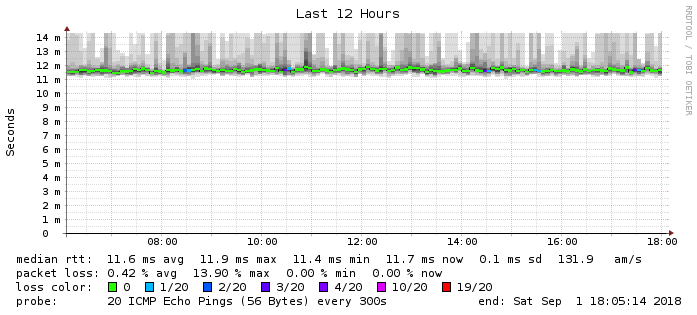 Last 12 Hours
RRDTOOL / TOBI OETIKER
Seconds
14 m
13 m
12 m
11 m
10 m
9 m
8 m
7 m
6 m
5 m
4 m
3 m
2 m
1 m
0
08:00 10:00 12:00 14:00 16:00 18:00
median rtt: 11.6 ms avg 11.9 ms max 11.4 ms min 11.7 ms now 0.1 ms sd 131.9 am/s
packet loss: 0.42 % avg 13.90 % max 0.00 % min 0.00 % now
loss color: 0 1/20 2/20 3/20 4/20 10/20 19/20
probe: 20 ICMP Echo Pings (56 Bytes) every 300s end: Sat Sep 1 18:05:14 2018